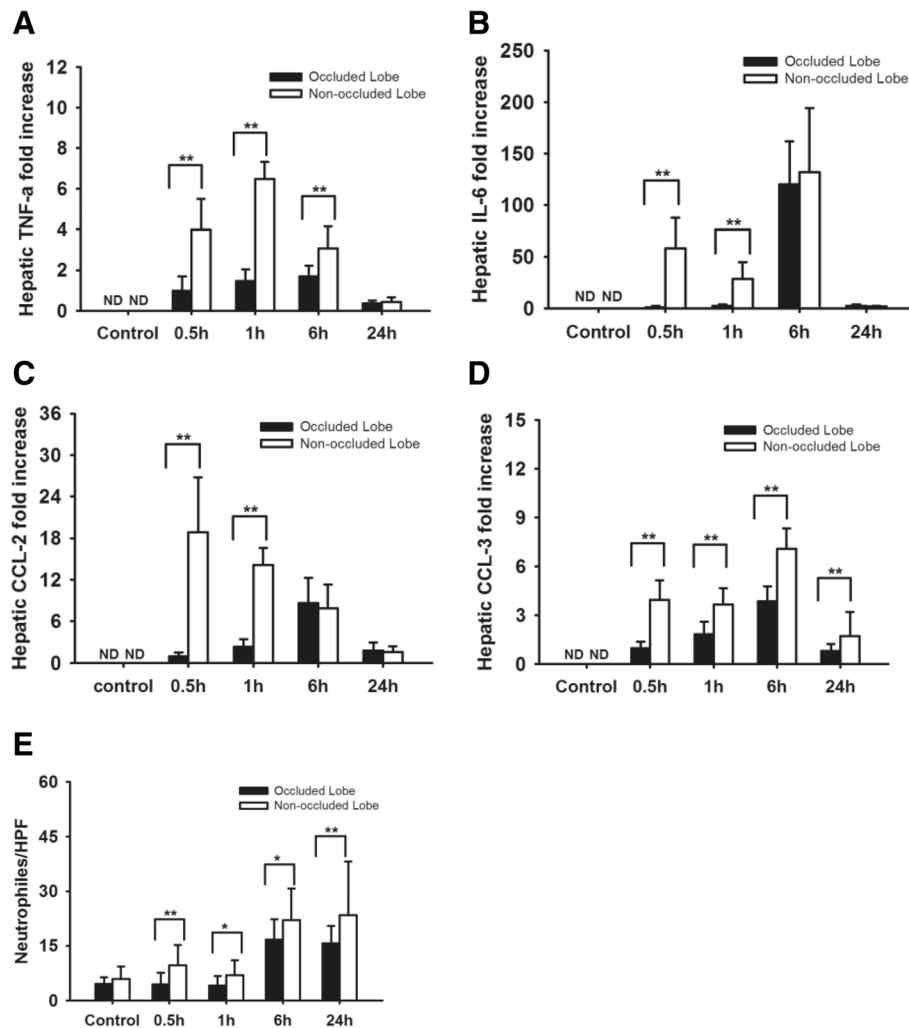 A
Hepatic TNF-a fold increase
12
10
8
6
4
2
0
Occluded Lobe
Non-occluded Lobe
**
**
**
ND ND
Control 0.5h 1h 6h 24h
B
Hepatic IL-6 fold increase
250
200
150
100
50
0
Occluded Lobe
Non-occluded Lobe
**
**
ND ND
Control 0.5h 1h 6h 24h
C
Hepatic CCL-2 fold increase
36
30
24
18
12
6
0
Occluded Lobe
Non-occluded Lobe
**
**
ND ND
control 0.5h 1h 6h 24h
D
Hepatic CCL-3 fold increase
15
12
9
6
3
0
Occluded Lobe
Non-occluded Lobe
**
**
**
**
ND ND
Control 0.5h 1h 6h 24h
E
Neutrophiles/HPF
60
45
30
15
0
Occluded Lobe
Non-occluded Lobe
**
*
*
**
Control 0.5h 1h 6h 24h